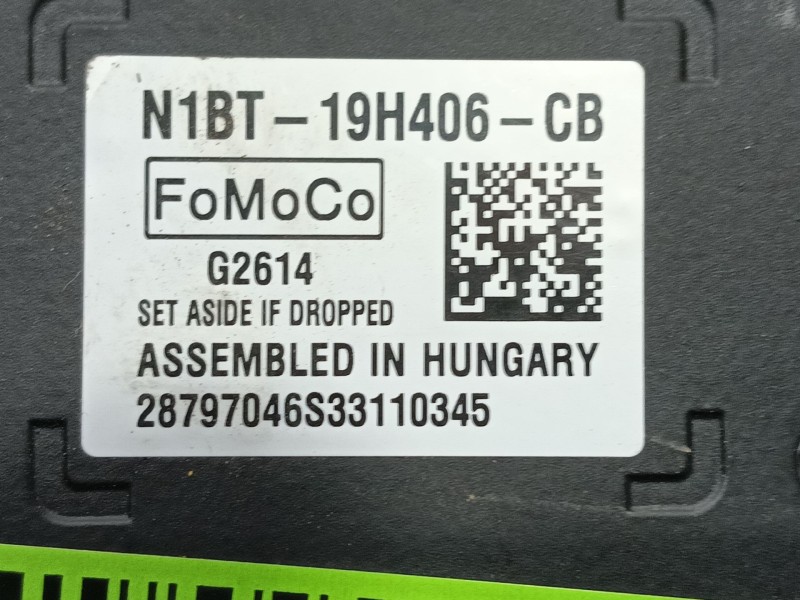 N1BT-19H406-CB
FoMoCo
G2614
SET ASIDE IF DROPPED
ASSEMBLED IN HUNGARY
28797046S33110345